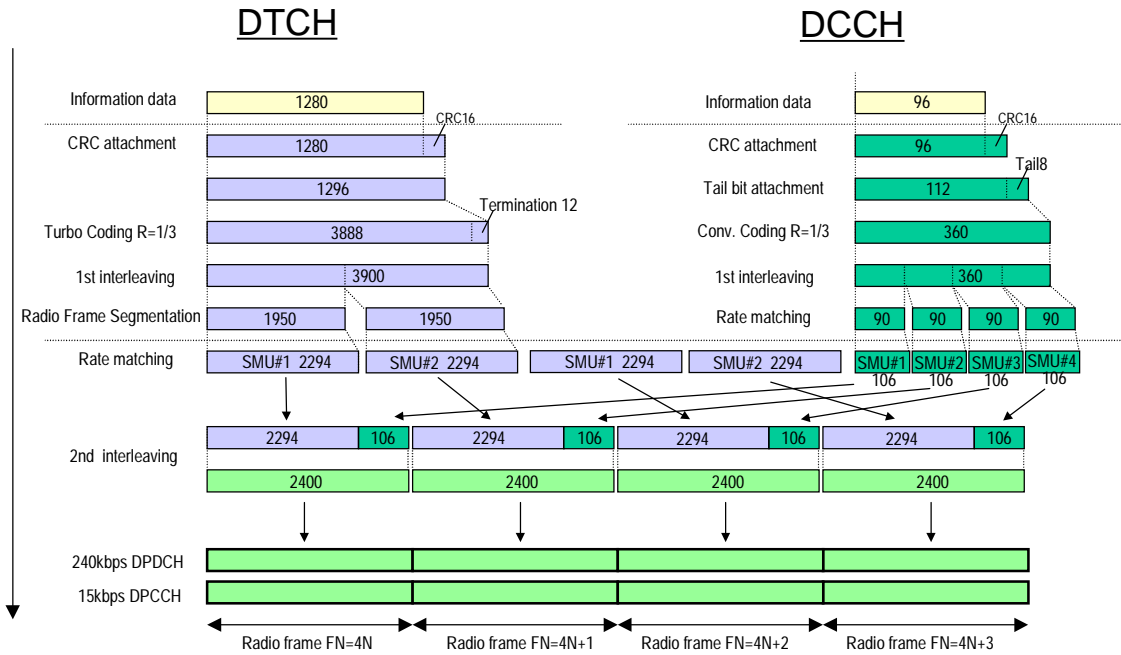 DTCH DCCH
Information data 1280 Information data 96
CRC16 CRC16
CRC attachment 1280 CRC attachment 96
1296 Tail bit attachment 112 Tail8
Termination 12
Turbo Coding R=1/3 3888 Conv. Coding R=1/3 360
1st interleaving 3900 1st interleaving 360
Radio Frame Segmentation 1950 1950 Rate matching 90 90 90 90
Rate matching SMU#1 2294 SMU#2 2294 SMU#1 2294 SMU#2 2294 SMU#1 SMU#2 SMU#3 SMU#4
106 106 106 106
2294 106 2294 106 2294 106 2294 106
2nd interleaving
2400 2400 2400 2400
240kbps DPDCH
15kbps DPCCH
Radio frame FN=4N Radio frame FN=4N+1 Radio frame FN=4N+2 Radio frame FN=4N+3